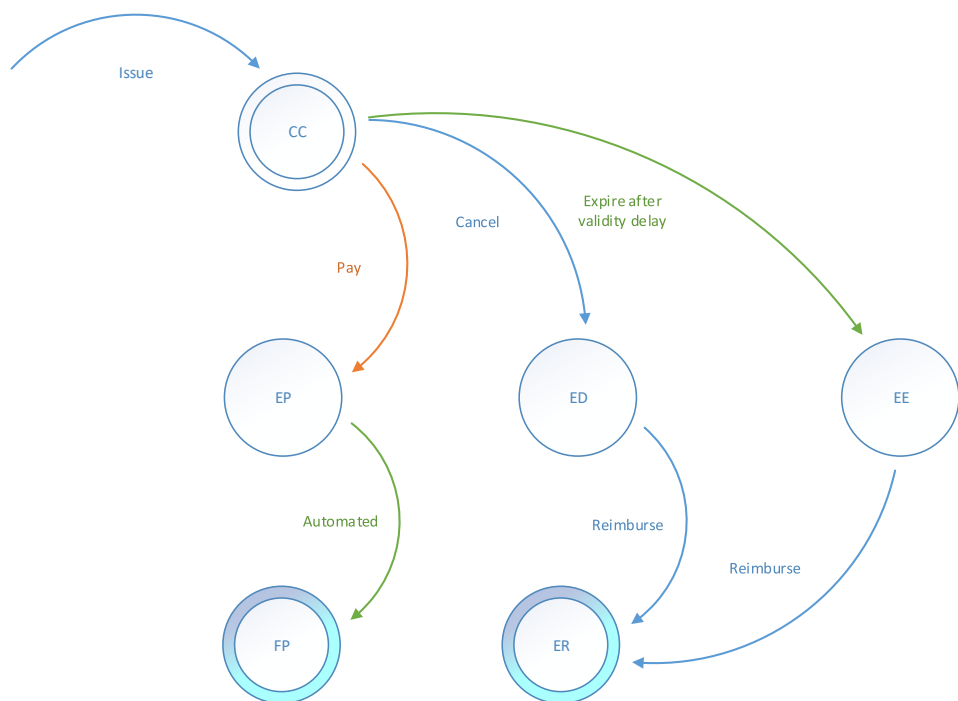 Issue
CC
Expire after
validity delay
Cancel
Pay
EP
ED
EE
Automated
Reimburse
Reimburse
FP
ER